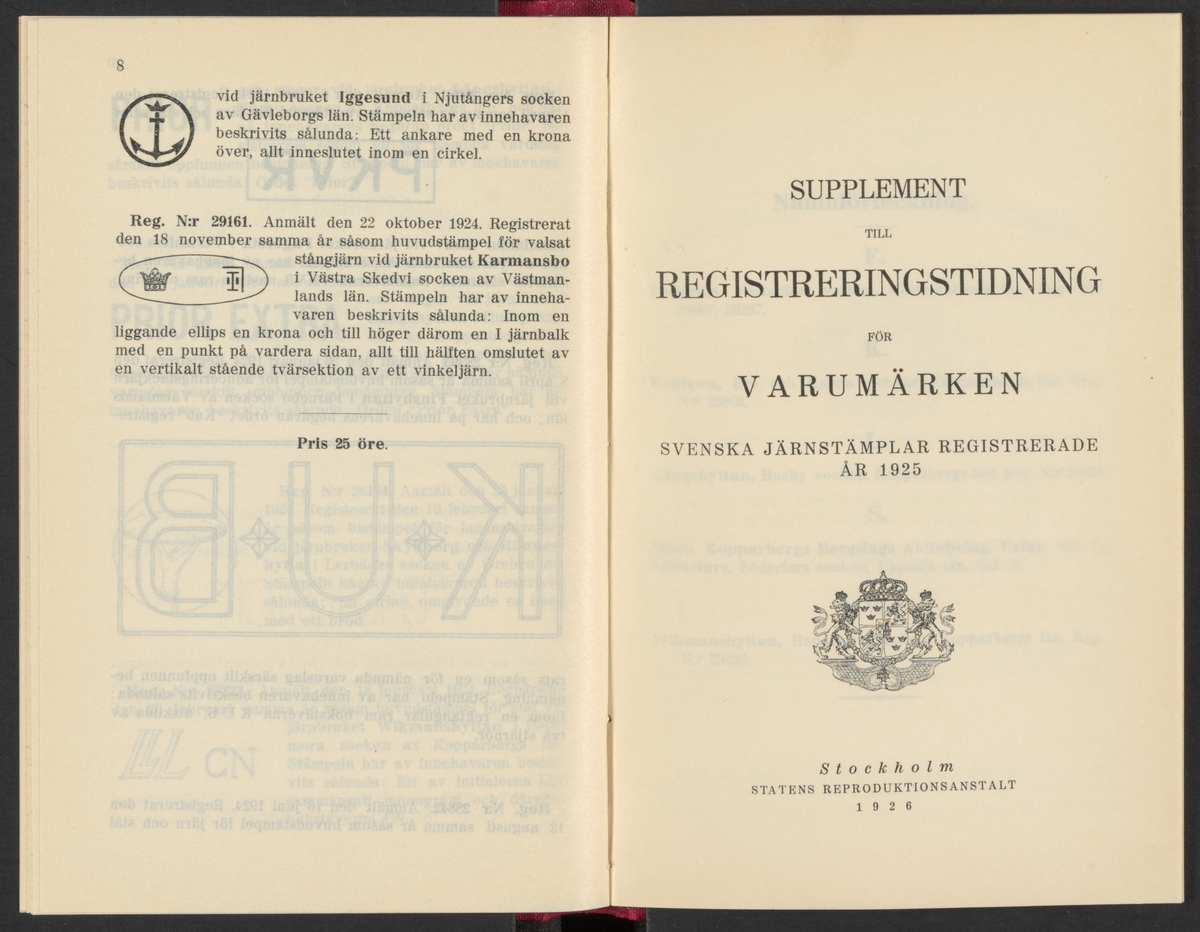 8
vid järnbruket Iggesund i Njutångers socken
av Gävleborgs län. Stämpeln har av innehavaren
beskrivits sålunda: Ett ankare med en krona
över, allt inneslutet inom en cirkel.
Reg. N:r 29161. Anmält den 22 oktober 1924. Registrerat
den 18 november samma år såsom huvudstämpel för valsat
stångjärn vid järnbruket Karmansbo
i Västra Skedvi socken av Västman-
lands län. Stämpeln har av inneha-
varen beskrivits sålunda: Inom en
liggande ellips en krona och till höger därom en I järnbalk
med en punkt på vardera sidan, allt till hälften omslutet av
en vertikalt stående tvärsektion av ett vinkeljärn.
Pris 25 öre.
SUPPLEMENT
TILL
REGISTRERINGSTIDNING
FÖR
VARUMÄRKEN
SVENSKA JÄRNSTÄMPLAR REGISTRERADE
ÅR 1925
Stockholm
STATENS REPRODUKTIONSANSTALT
1926